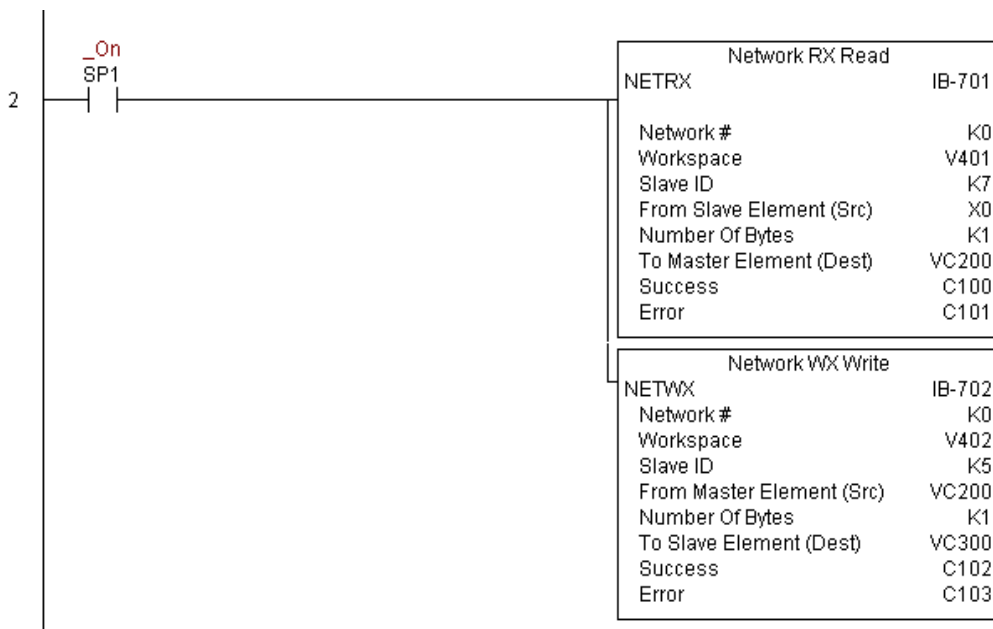 _On
SP1
2
Network RX Read
NETRX IB-701
Network # K0
Workspace V401
Slave ID K7
From Slave Element (Src) X0
Number Of Bytes K1
To Master Element (Dest) VC200
Success C100
Error C101
Network WX Write
NETWX IB-702
Network # K0
Workspace V402
Slave ID K5
From Master Element (Src) VC200
Number Of Bytes K1
To Slave Element (Dest) VC300
Success C102
Error C103